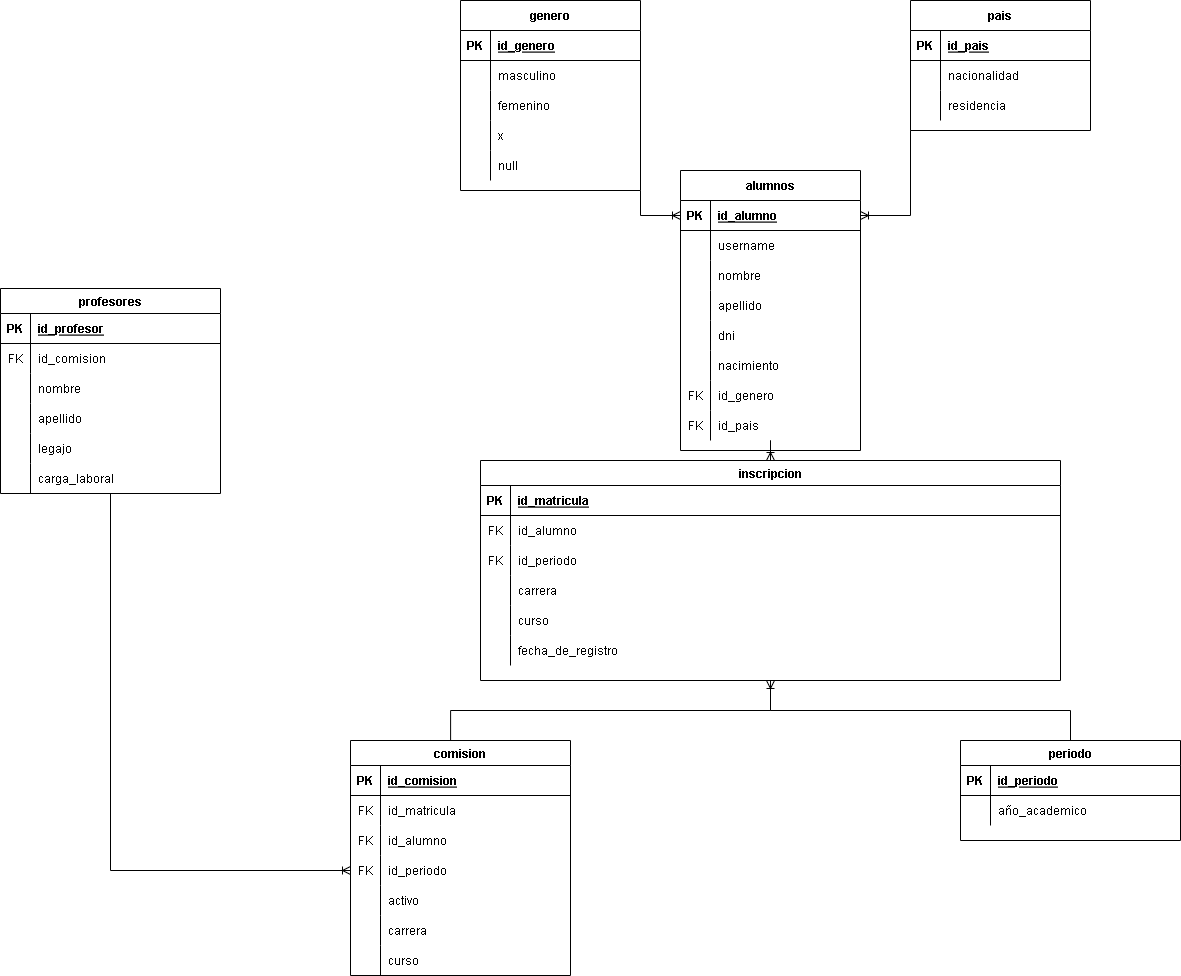 genero
PK id_genero
masculino
femenino
x
null
pais
PK id_pais
nacionalidad
residencia
alumnos
PK id_alumno
username
nombre
apellido
dni
nacimiento
FK id_genero
FK id_pais
profesores
PK id_profesor
FK id_comision
nombre
apellido
legajo
carga_laboral
inscripcion
PK id_matricula
FK id_alumno
FK id_periodo
carrera
curso
fecha_de_registro
comision
PK id_comision
FK id_matricula
FK id_alumno
FK id_periodo
activo
carrera
curso
periodo
PK id_periodo
año_academico